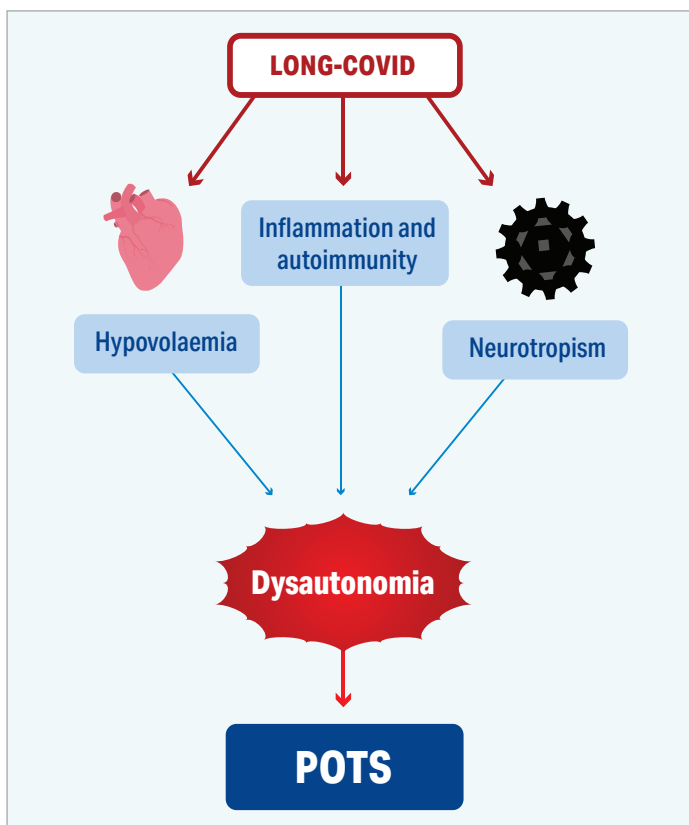 LONG-COVID
Inflammation and
autoimmunity
Hypovolaemia
Neurotropism
Dysautonomia
POTS